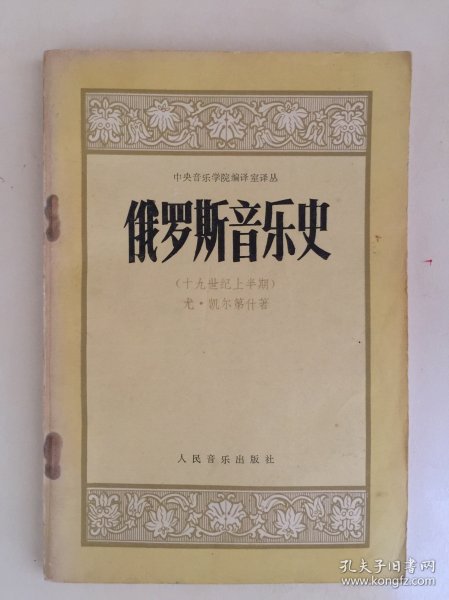 中央音乐学院编译室译丛
俄罗斯音乐史
(十九世纪上半期)
尤·凯尔第什著
人民音乐出版社
孔夫子旧书网
www.kongfz.com